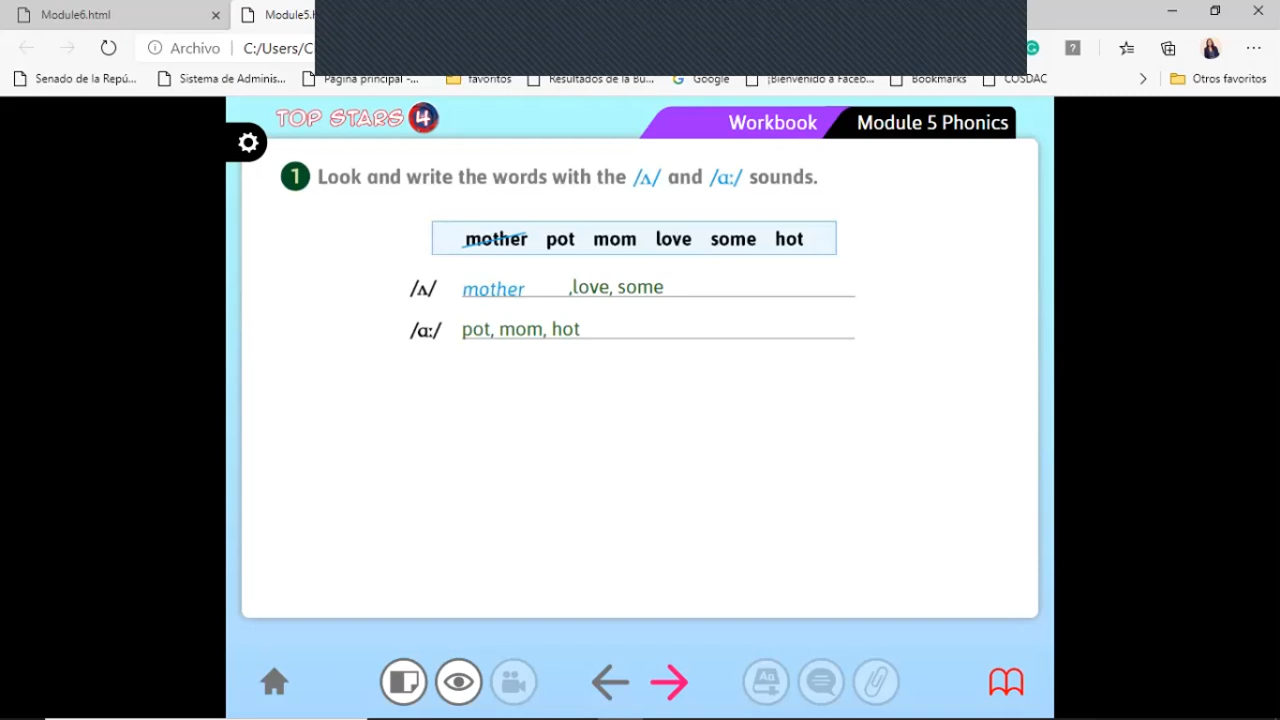 Module6.html
Module5.
Archivo
C:/Users/C
Senado de la Repú...
Sistema de Adminis...
Página principal -...
favoritos
Resultados de la Bú...
Google
¡Bienvenido a Faceb...
Bookmarks
COSDAC
Otros favoritos
TOP STARS 4
Workbook
Module 5 Phonics
1 Look and write the words with the /ʌ/ and /ɑ:/ sounds.
mother pot mom love some hot
/ʌ/ mother ,love, some
/ɑ:/ pot, mom, hot
Aa